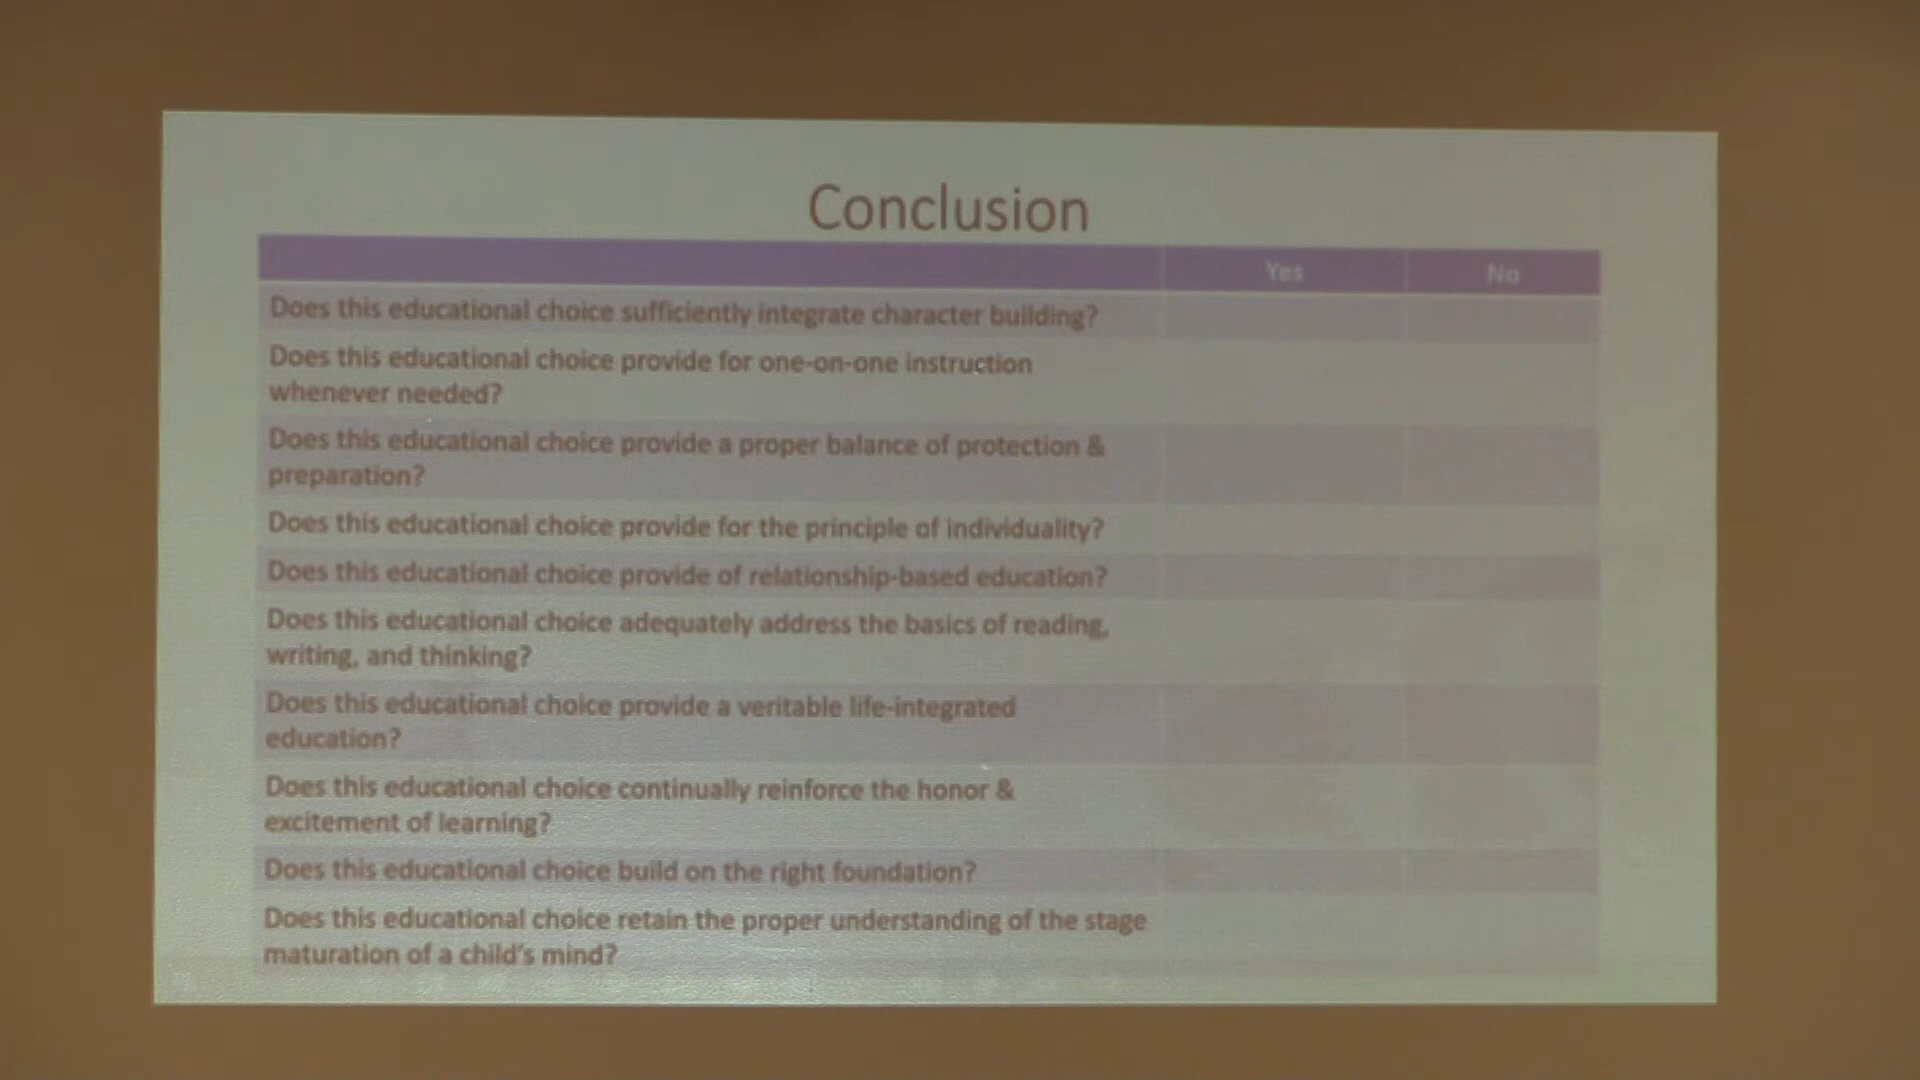 Conclusion
Yes No
Does this educational choice sufficiently integrate character building?
Does this educational choice provide for one-on-one instruction
whenever needed?
Does this educational choice provide a proper balance of protection &
preparation?
Does this educational choice provide for the principle of individuality?
Does this educational choice provide of relationship-based education?
Does this educational choice adequately address the basics of reading,
writing, and thinking?
Does this educational choice provide a veritable life-integrated
education?
Does this educational choice continually reinforce the honor &
excitement of learning?
Does this educational choice build on the right foundation?
Does this educational choice retain the proper understanding of the stage
maturation of a child's mind?